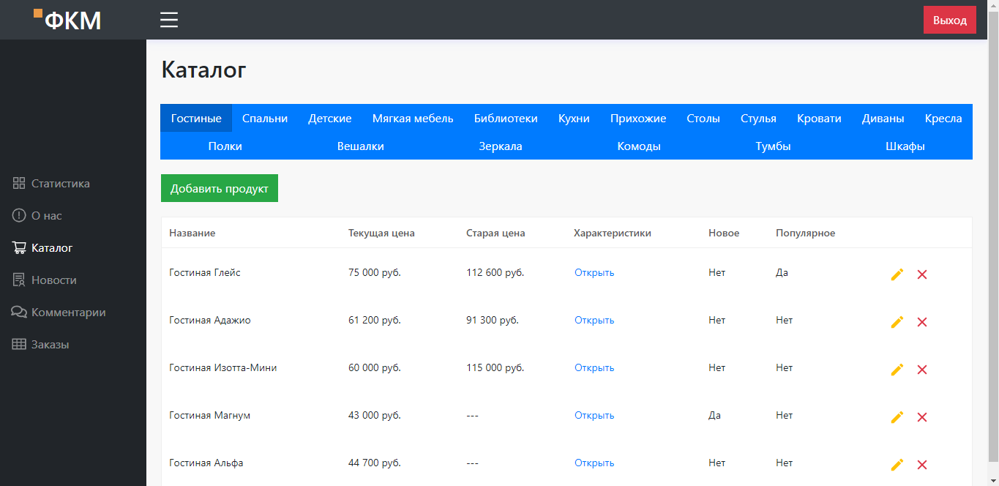 ФКМ
Выход
Каталог
Гостиные Спальни Детские Мягкая мебель Библиотеки Кухни Прихожие Столы Стулья Кровати Диваны Кресла
Полки Вешалки Зеркала Комоды Тумбы Шкафы
Статистика
О нас
Каталог
Новости
Комментарии
Заказы
Добавить продукт
Название Текущая цена Старая цена Характеристики Новое Популярное
Гостиная Глейс 75 000 руб. 112 600 руб. Открыть Нет Да
Гостиная Адажио 61 200 руб. 91 300 руб. Открыть Нет Нет
Гостиная Изотта-Мини 60 000 руб. 115 000 руб. Открыть Нет Нет
Гостиная Магнум 43 000 руб. --- Открыть Да Нет
Гостиная Альфа 44 700 руб. --- Открыть Нет Нет